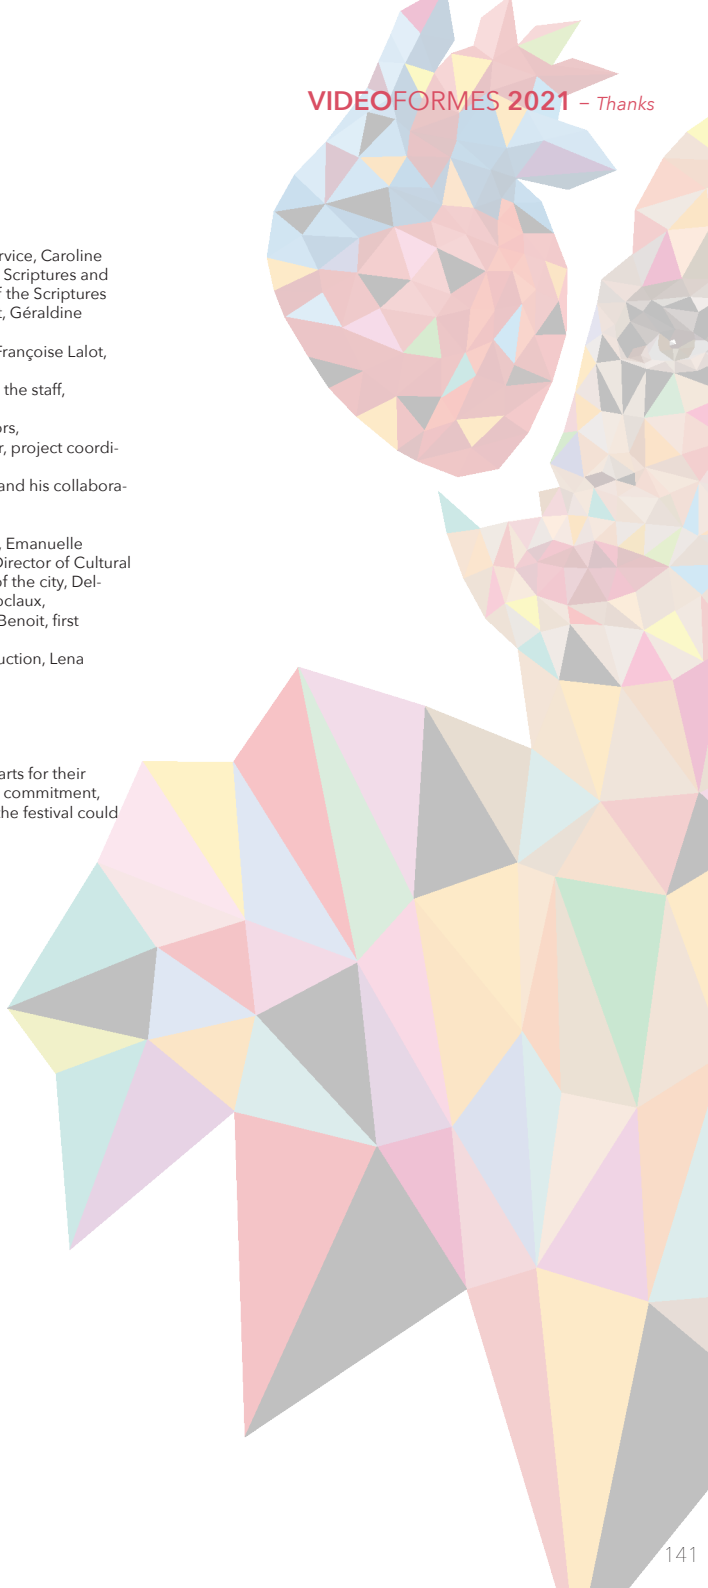 VIDEOFORMES 2021 – Thanks
rvice, Caroline
Scriptures and
f the Scriptures
t, Géraldine
Françoise Lalot,
the staff,
ors,
r, project coordi-
and his collabora-
, Emanuelle
Director of Cultural
of the city, Del-
oclaux,
Benoit, first
uction, Lena
arts for their
commitment,
he festival could
141